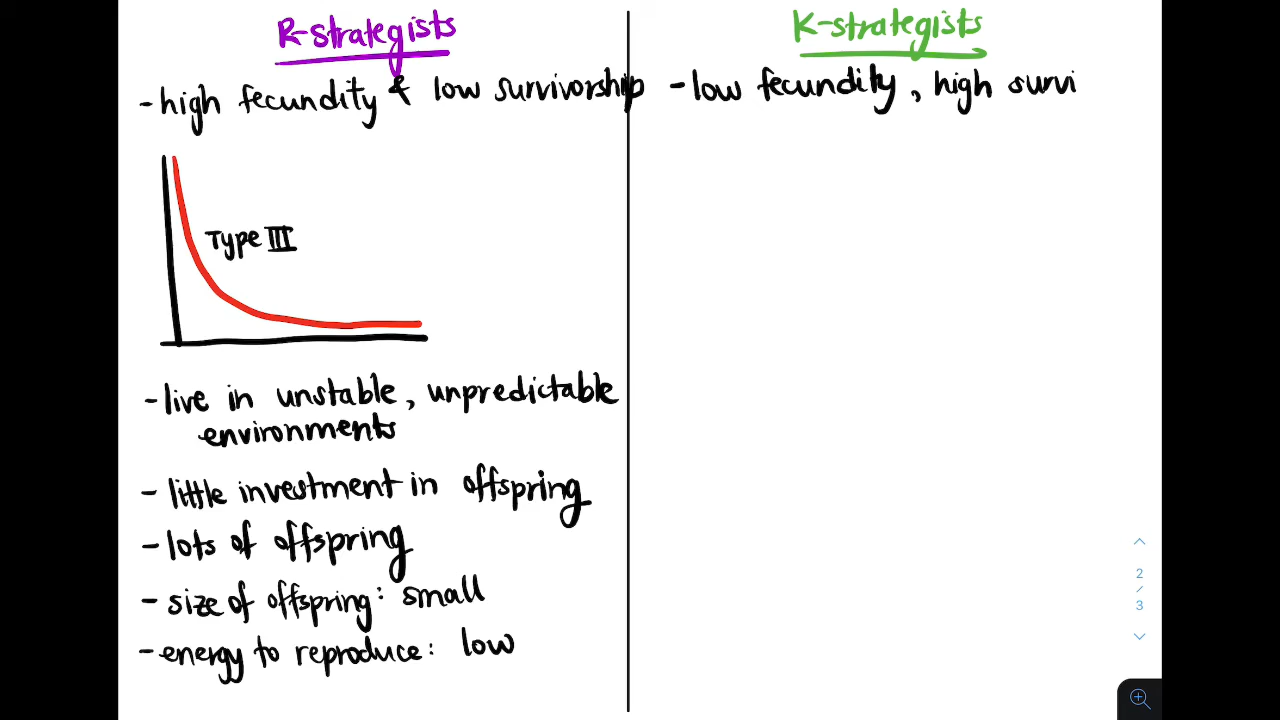 R-strategists
- high fecundity & low survivorship
Type III
- live in unstable, unpredictable
environments
- little investment in offspring
- lots of offspring
- size of offspring: small
- energy to reproduce: low
K-strategists
- low fecundity, high survi
2
/
3